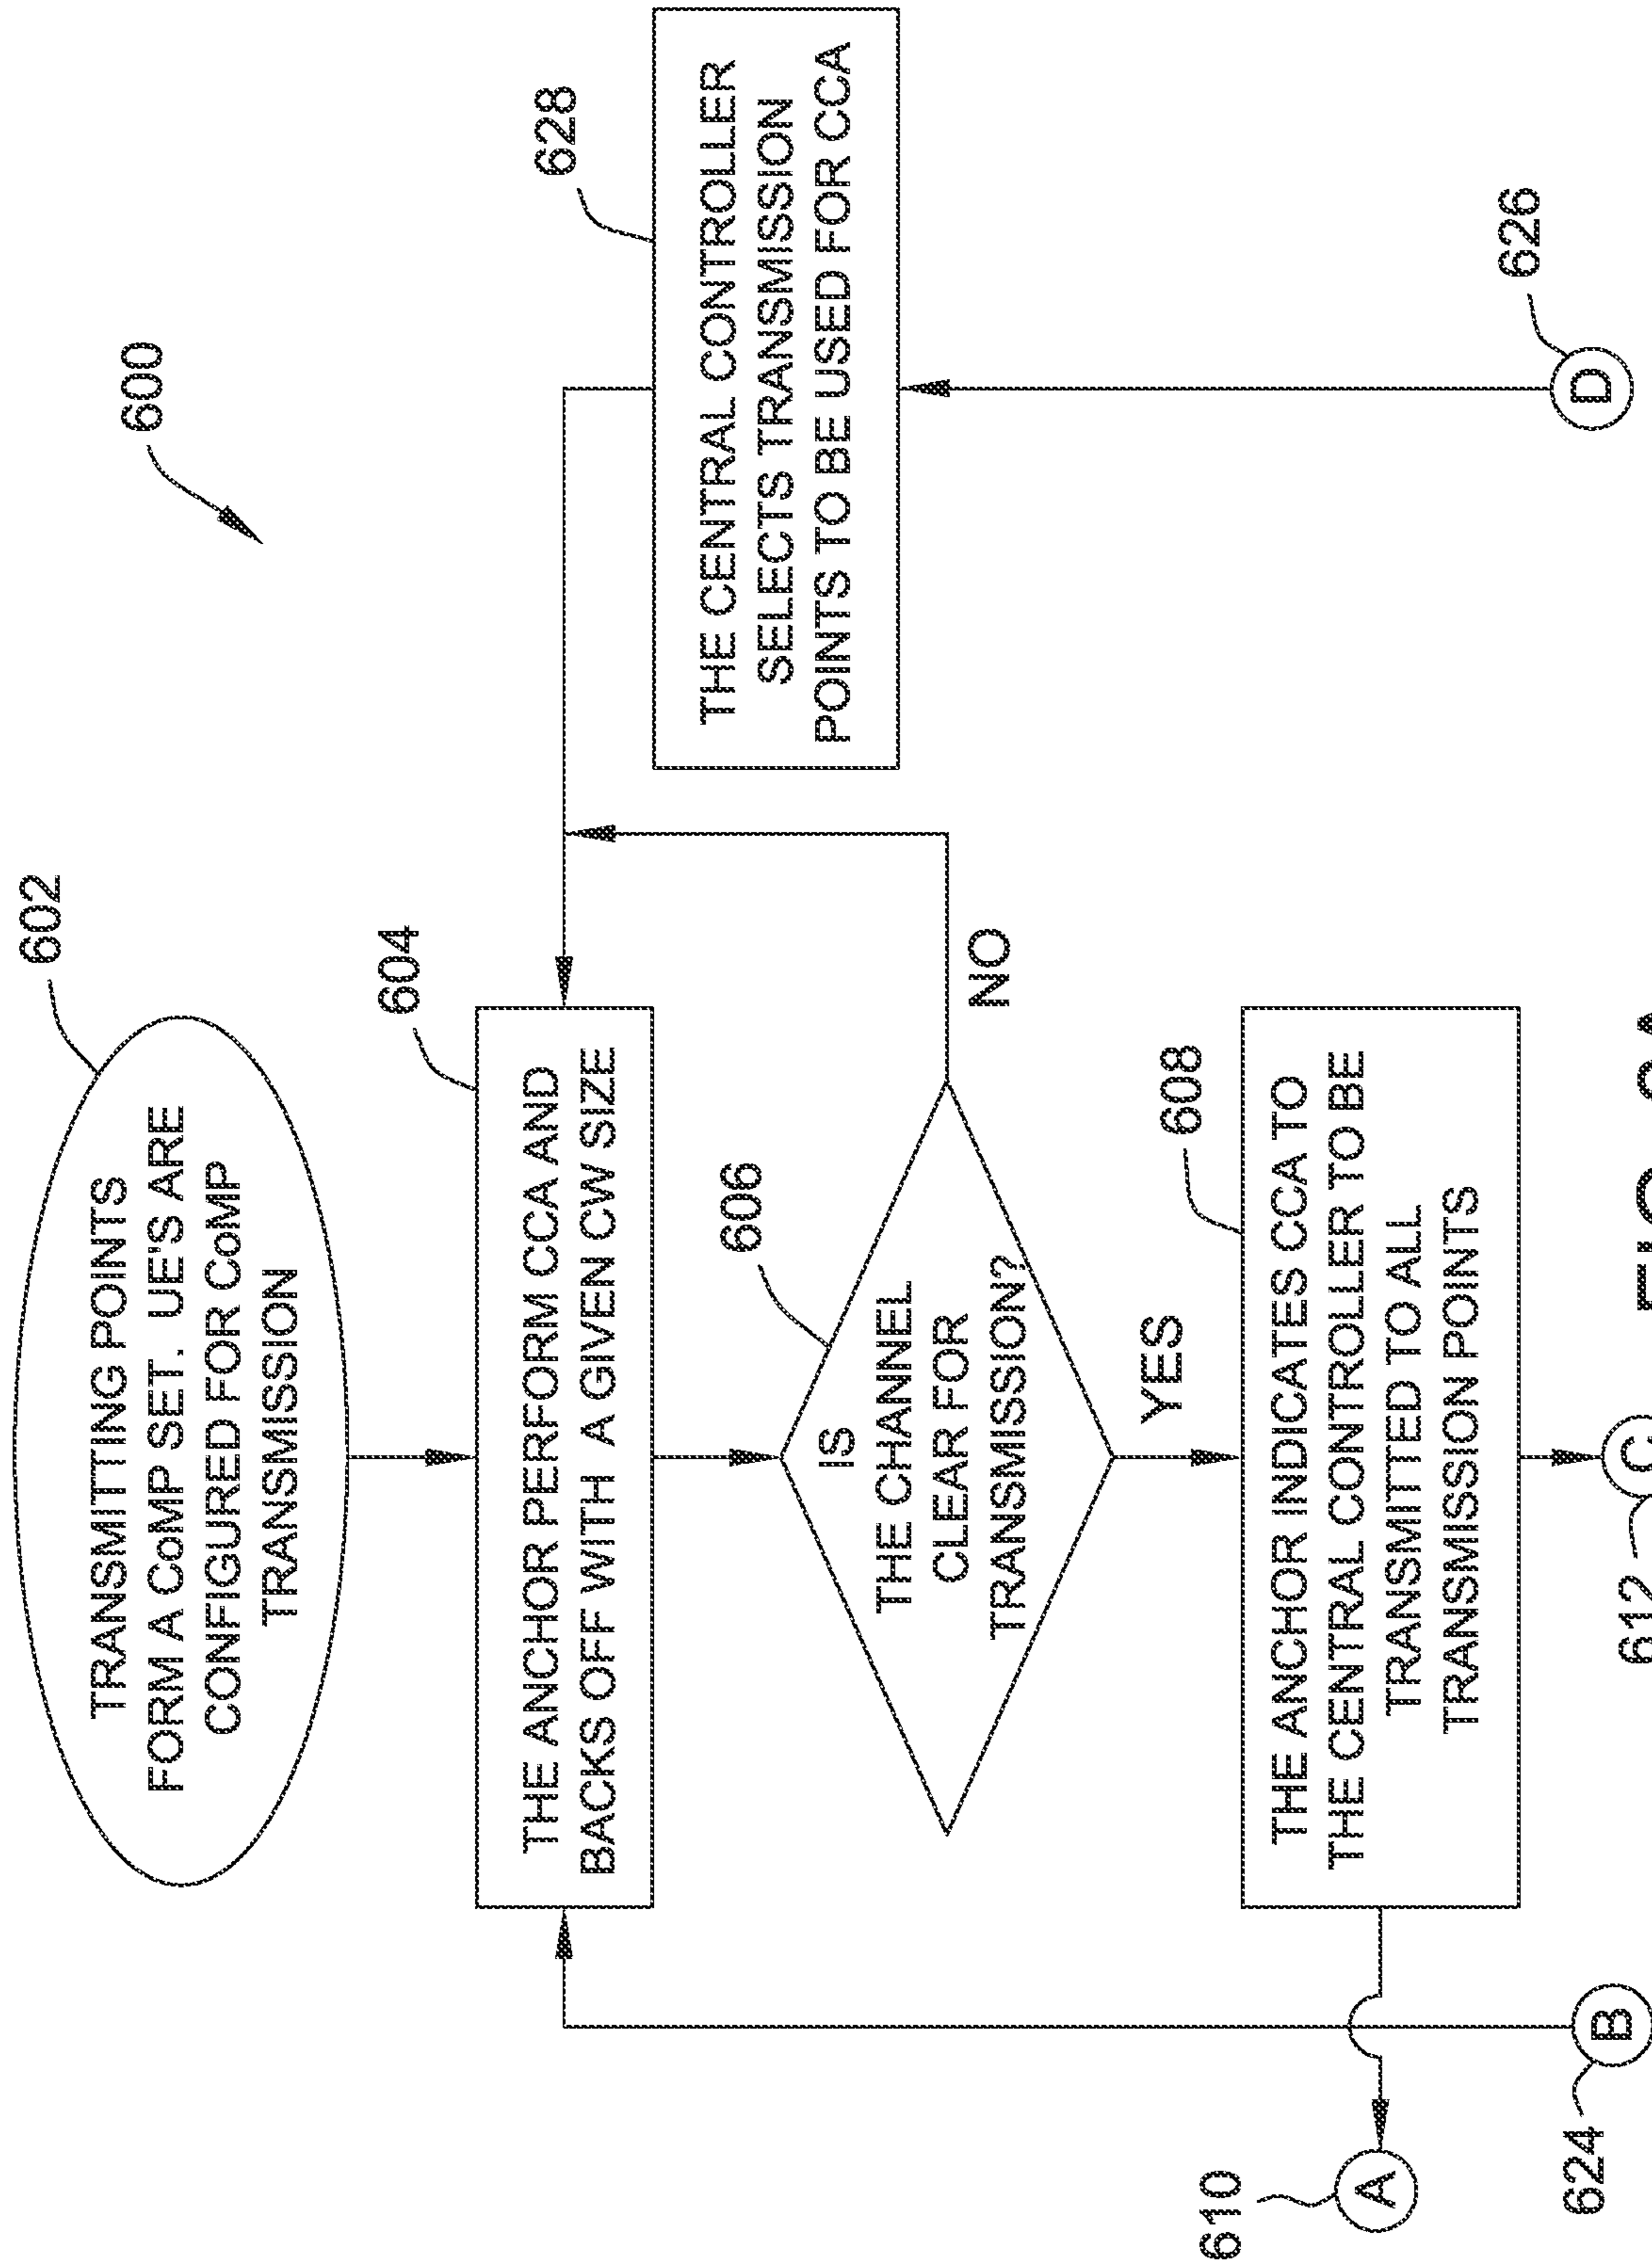 600
602
TRANSMITTING POINTS
FORM A CoMP SET. UE'S ARE
CONFIGURED FOR CoMP
TRANSMISSION
604
THE ANCHOR PERFORM CCA AND
BACKS OFF WITH A GIVEN CW SIZE
606
IS
THE CHANNEL
CLEAR FOR
TRANSMISSION?
NO
YES
608
THE ANCHOR INDICATES CCA TO
THE CENTRAL CONTROLLER TO BE
TRANSMITTED TO ALL
TRANSMISSION POINTS
628
THE CENTRAL CONTROLLER
SELECTS TRANSMISSION
POINTS TO BE USED FOR CCA
610
A
624
B
612
C
626
D